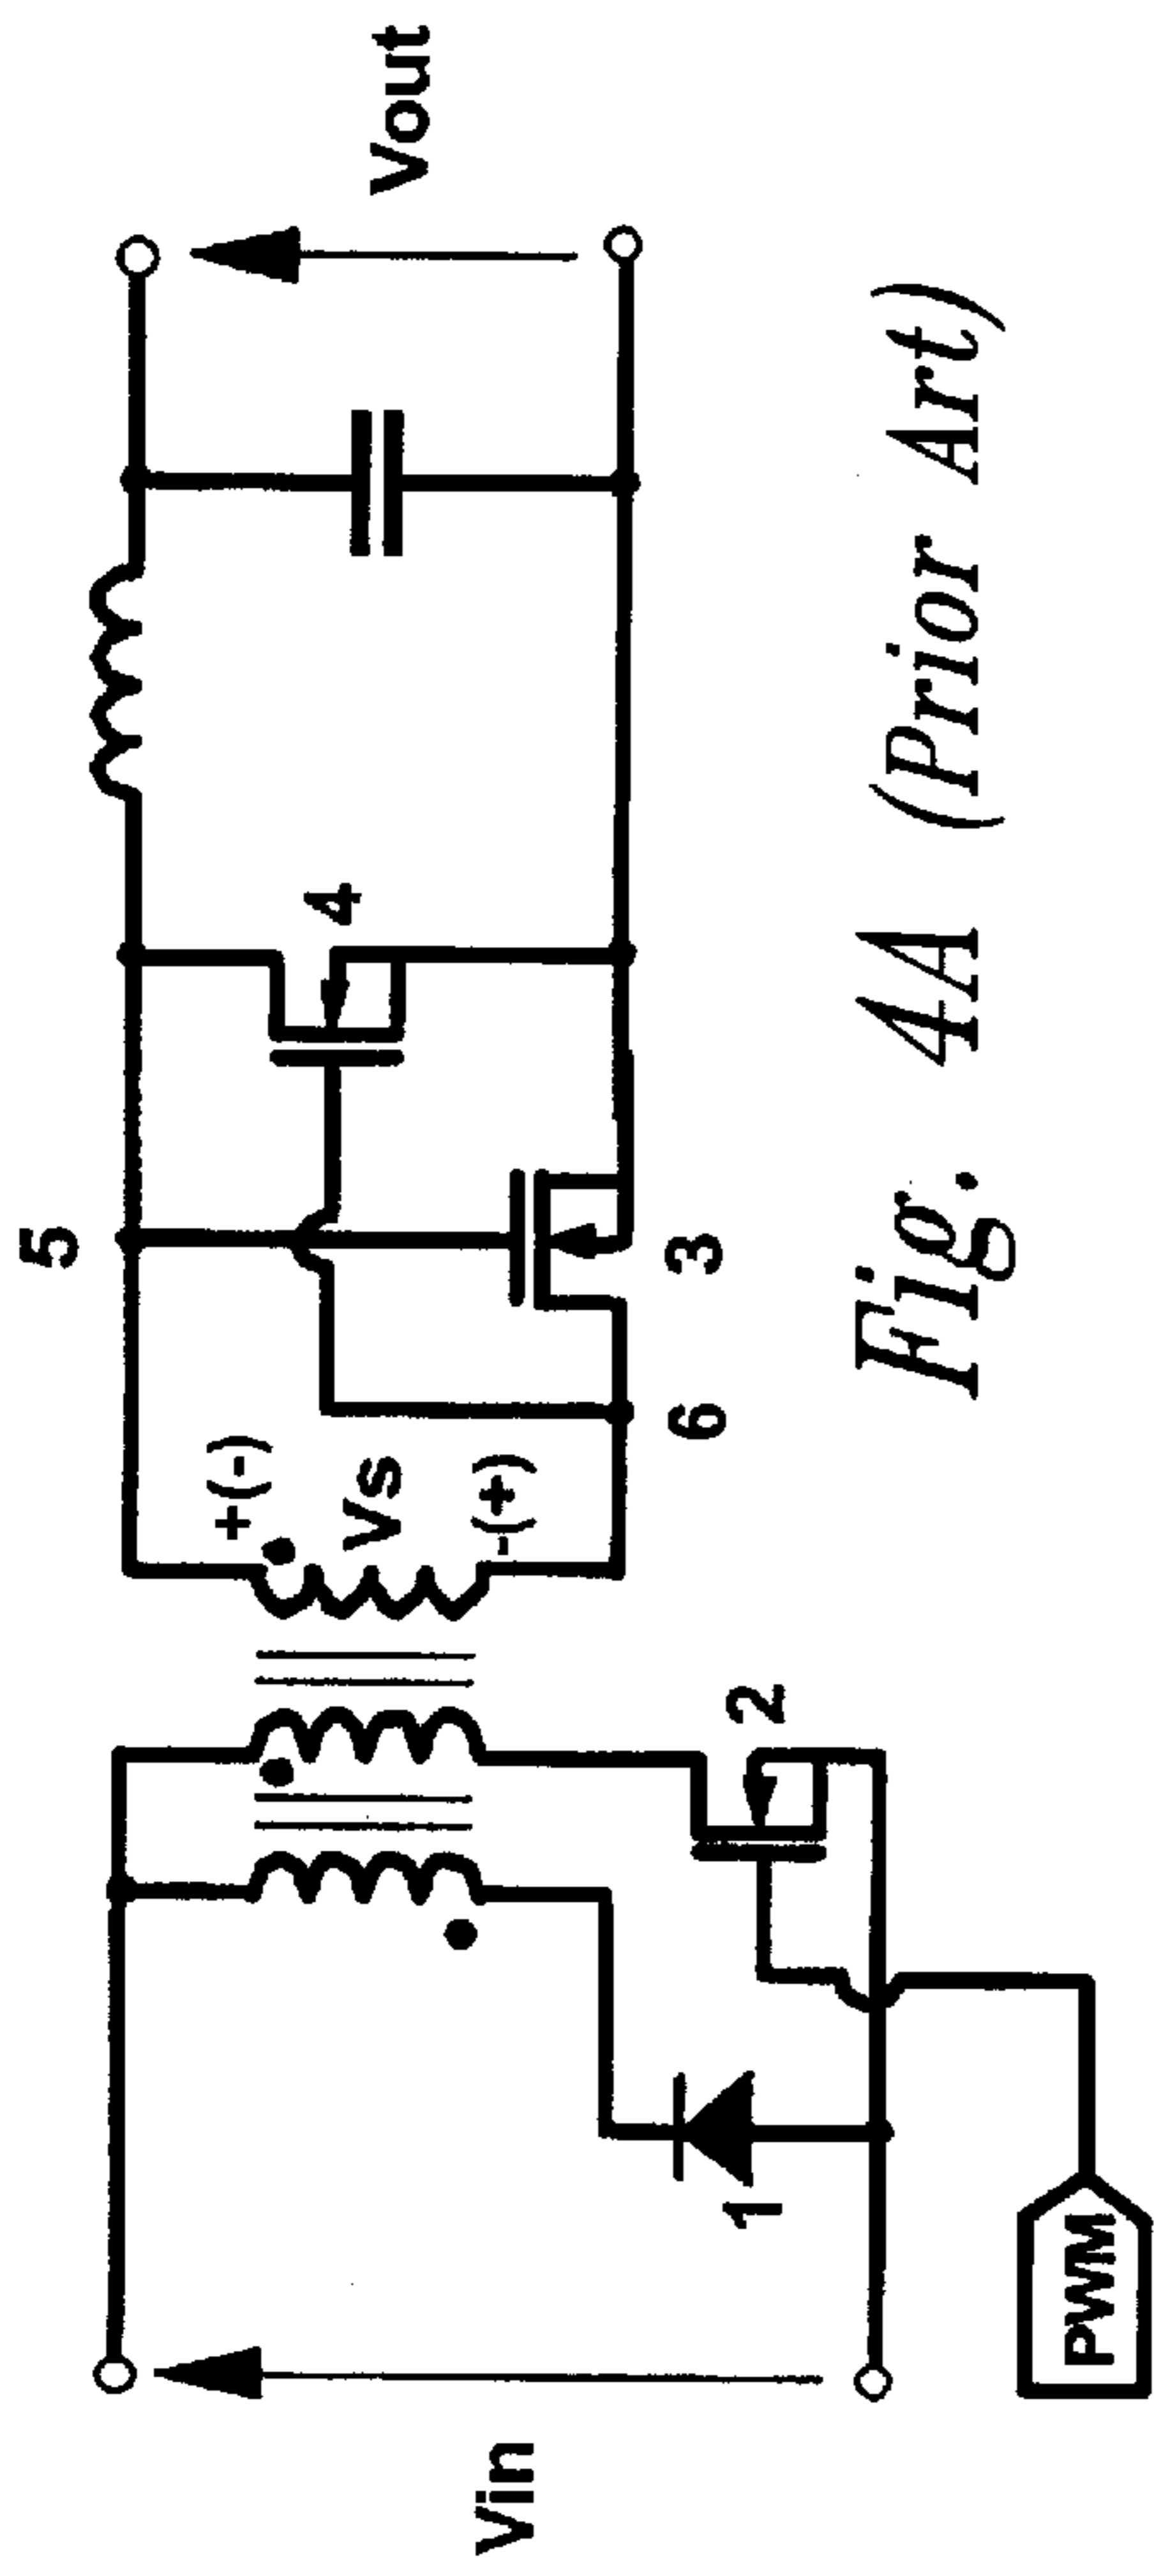 Vin
PWM
1
2
+(-)
Vs
-(+)
5
6
3
4
Vout
Fig. 4A (Prior Art)